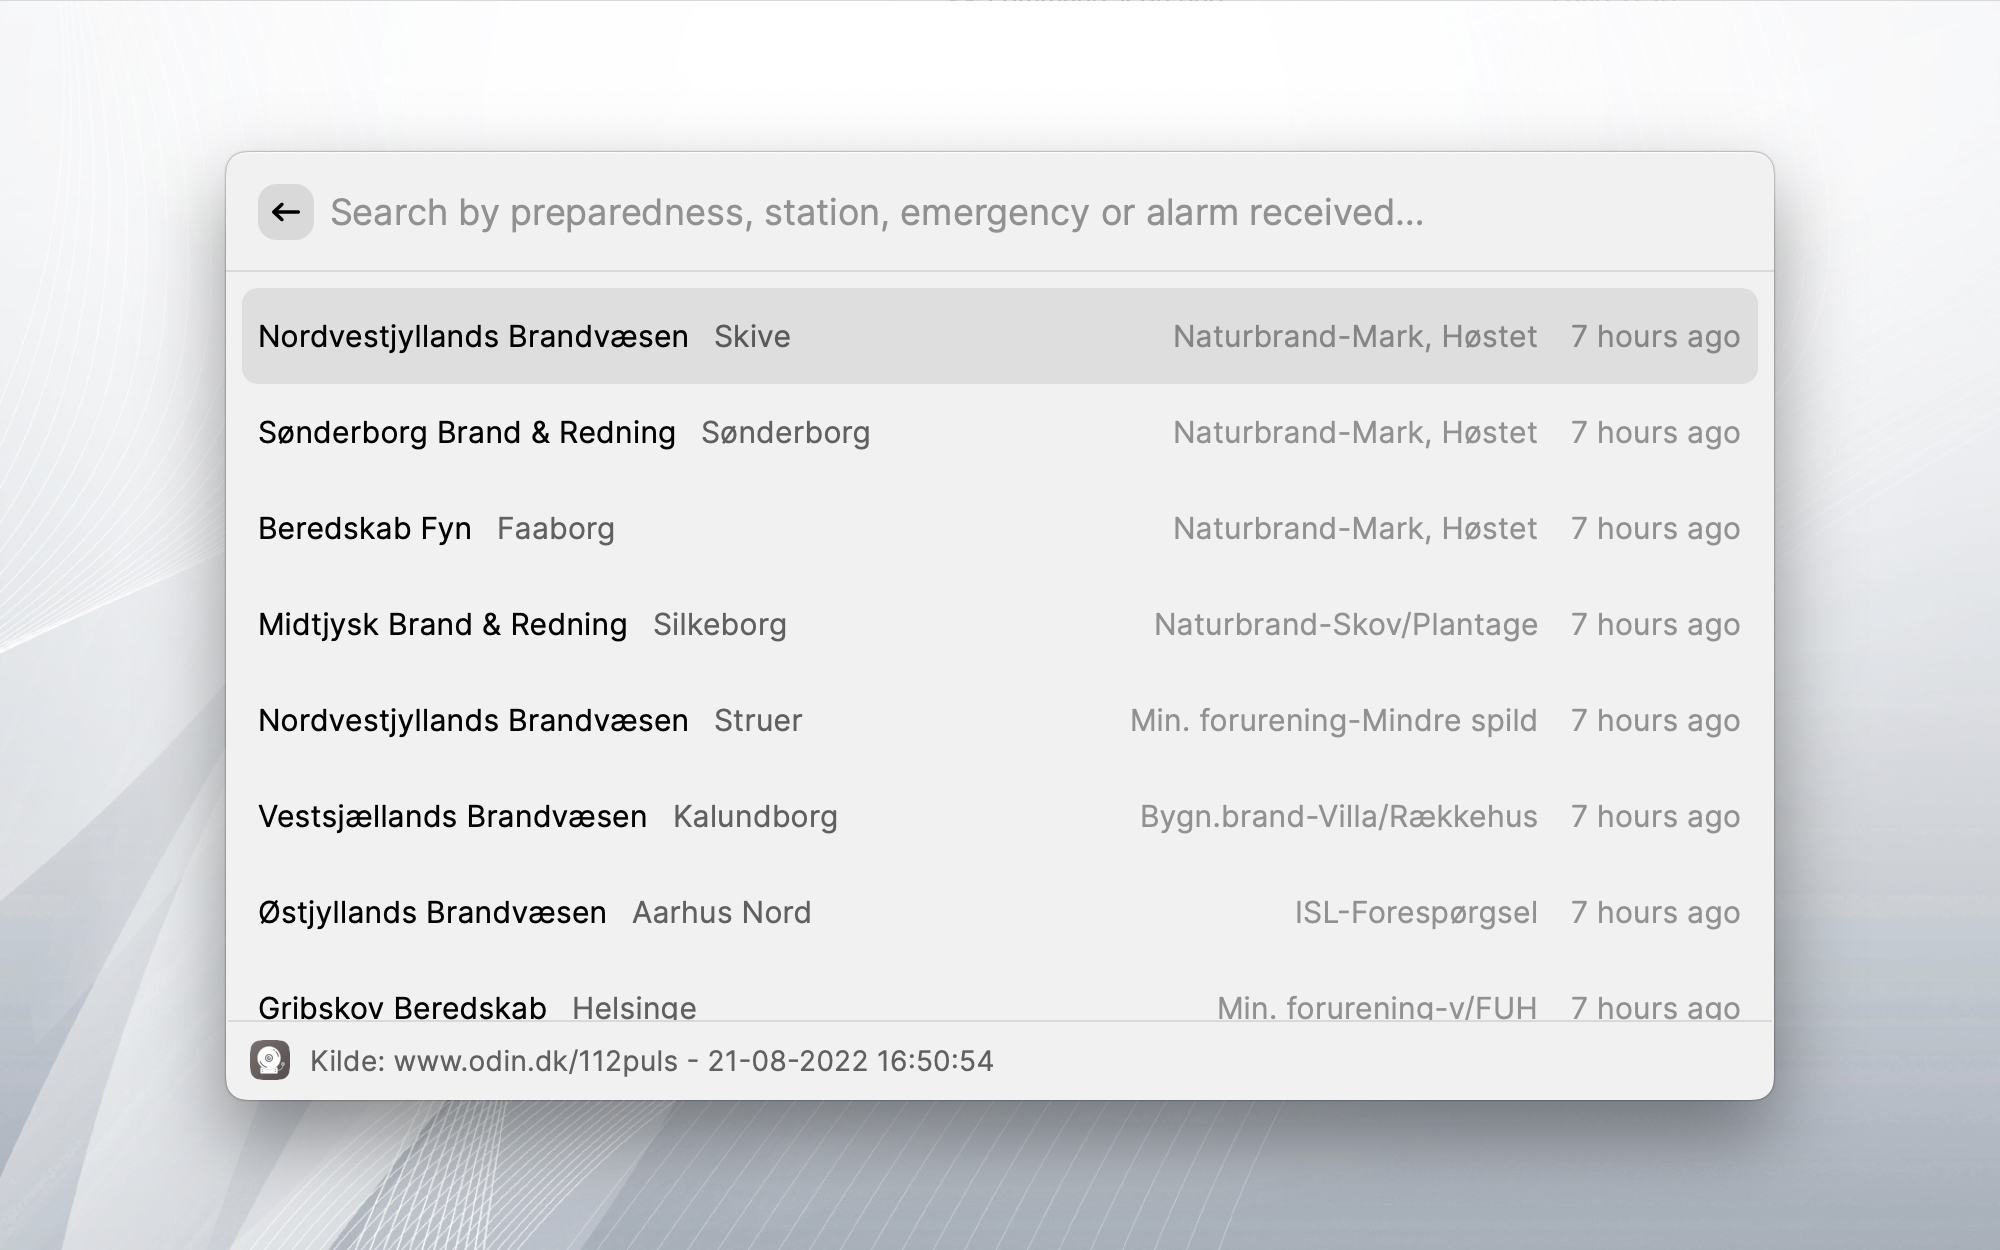 Search by preparedness, station, emergency or alarm received...
Nordvestjyllands Brandvæsen Skive Naturbrand-Mark, Høstet 7 hours ago
Sønderborg Brand & Redning Sønderborg Naturbrand-Mark, Høstet 7 hours ago
Beredskab Fyn Faaborg Naturbrand-Mark, Høstet 7 hours ago
Midtjysk Brand & Redning Silkeborg Naturbrand-Skov/Plantage 7 hours ago
Nordvestjyllands Brandvæsen Struer Min. forurening-Mindre spild 7 hours ago
Vestsjællands Brandvæsen Kalundborg Bygn.brand-Villa/Rækkehus 7 hours ago
Østjyllands Brandvæsen Aarhus Nord ISL-Forespørgsel 7 hours ago
Gribskov Beredskab Helsinge Min. forurening-v/FUH 7 hours ago
Kilde: www.odin.dk/112puls - 21-08-2022 16:50:54